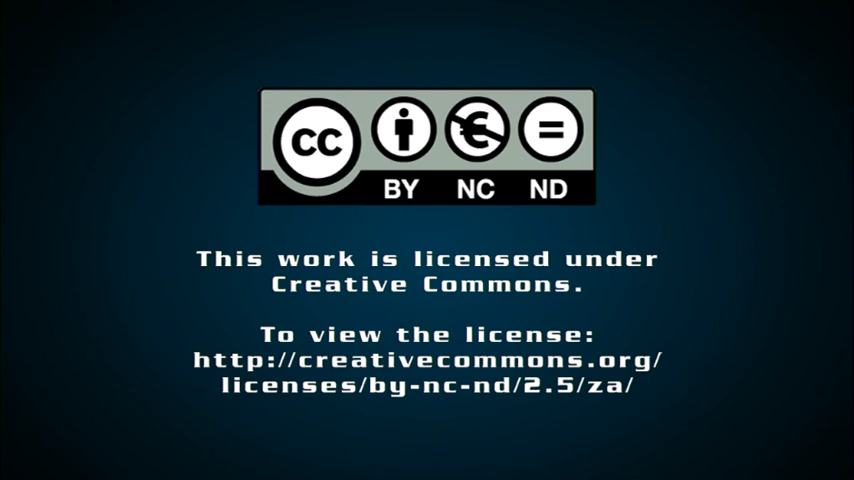 CC
BY NC ND
This work is licensed under
Creative Commons.
To view the license:
http://creativecommons.org/
licenses/by-nc-nd/2.5/za/